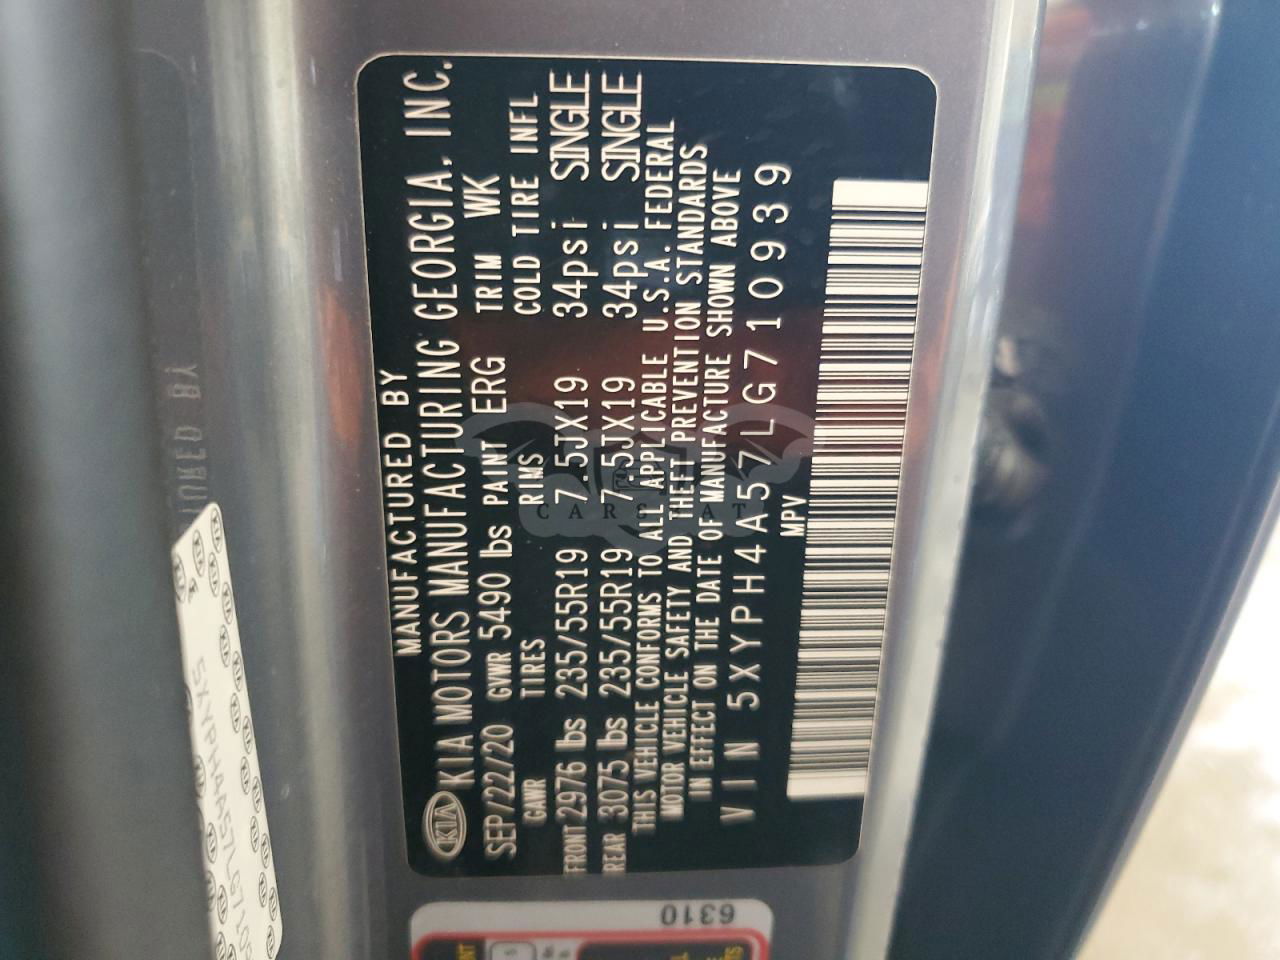 MANUFACTURED BY
KIA KIA MOTORS MANUFACTURING GEORGIA, INC.
SEP/22/20 GVWR 5490 lbs PAINT ERG TRIM WK
GAWR TIRES RIMS COLD TIRE INFL
FRONT 2976 lbs 235/55R19 7.5JX19 34psi SINGLE
REAR 3075 lbs 235/55R19 7.5JX19 34psi SINGLE
THIS VEHICLE CONFORMS TO ALL APPLICABLE U.S.A. FEDERAL
MOTOR VEHICLE SAFETY AND THEFT PREVENTION STANDARDS
IN EFFECT ON THE DATE OF MANUFACTURE SHOWN ABOVE
VIN 5XYPH4A57LG710939
MPV
6310